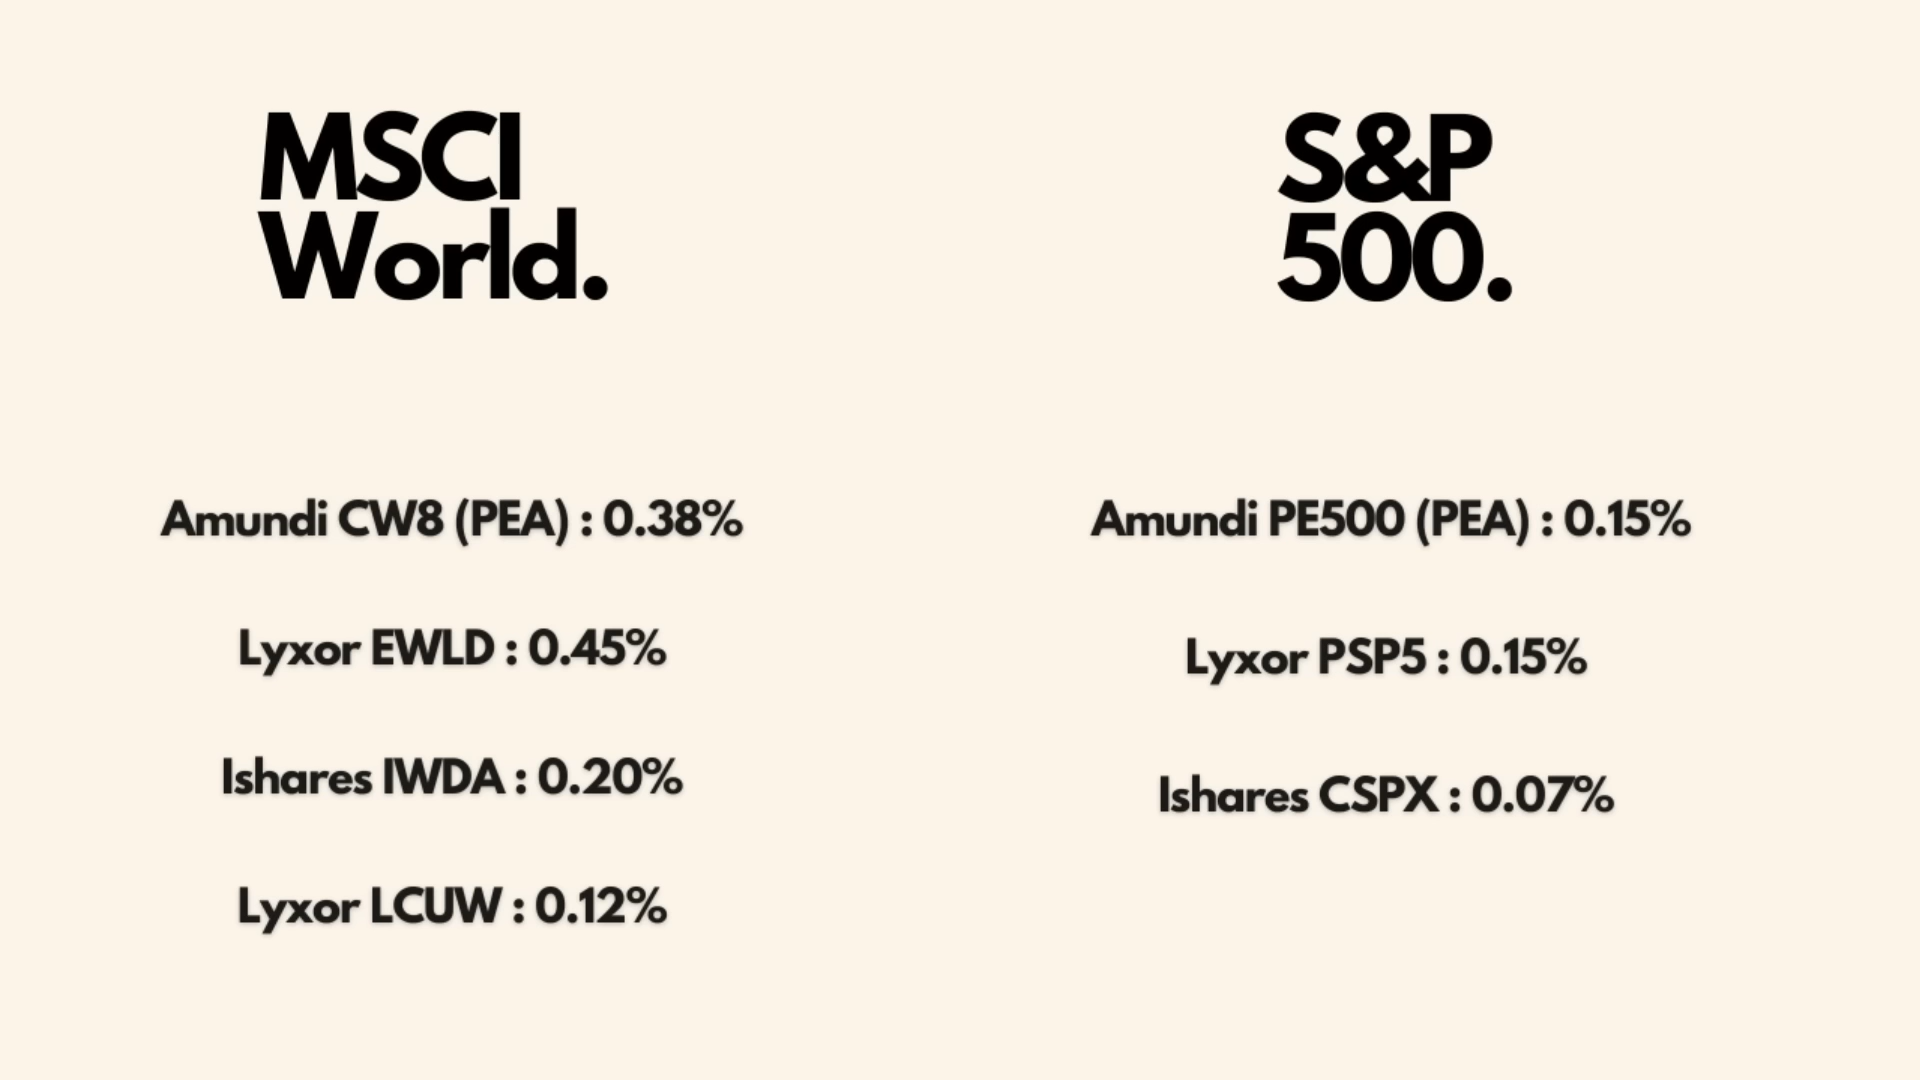 MSCI
World.
Amundi CW8 (PEA) : 0.38%
Lyxor EWLD : 0.45%
Ishares IWDA : 0.20%
Lyxor LCUW : 0.12%
S&P
500.
Amundi PE500 (PEA) : 0.15%
Lyxor PSP5 : 0.15%
Ishares CSPX : 0.07%